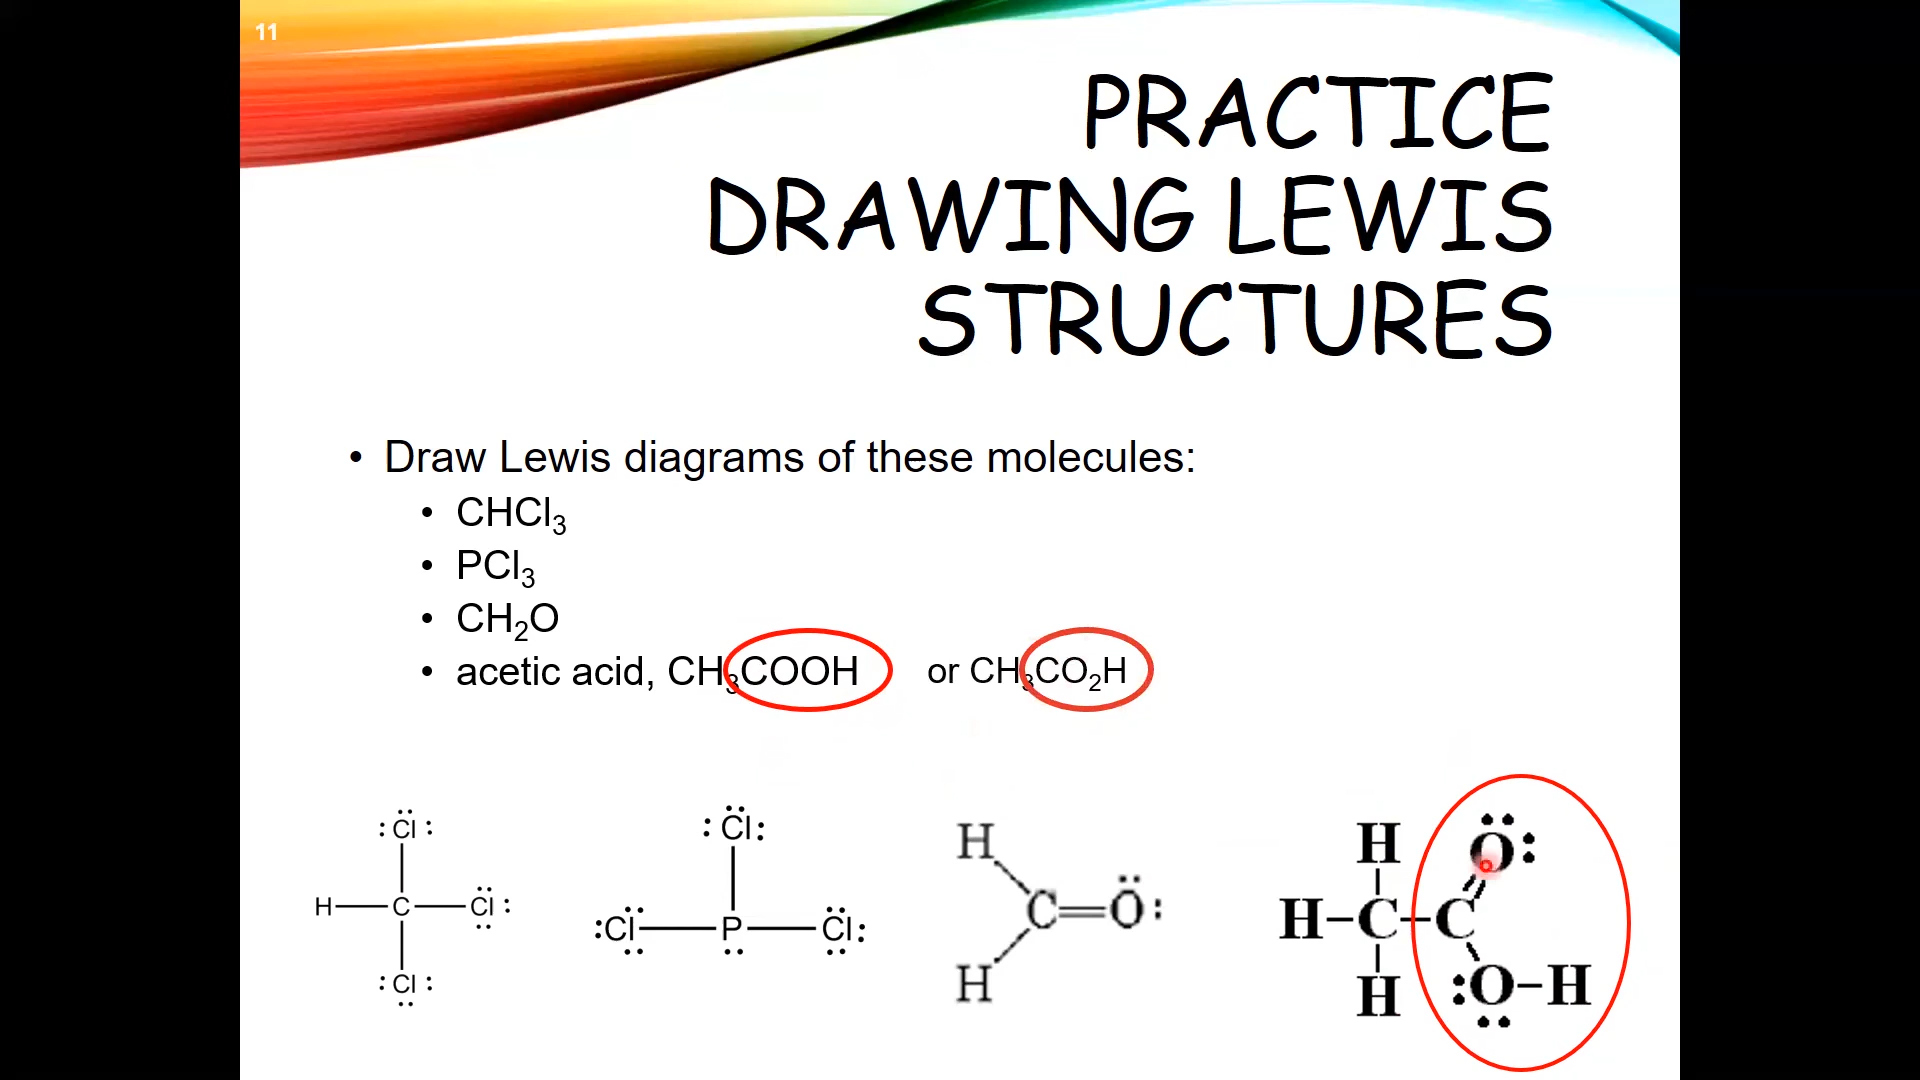 11
PRACTICE
DRAWING LEWIS
STRUCTURES
• Draw Lewis diagrams of these molecules:
• CHCl₃
• PCl₃
• CH₂O
• acetic acid, CH₃COOH or CH₃CO₂H
:Cl:
H—C—Cl:
:Cl:
:Cl:
:Cl—P—Cl:
H
C=O:
H
H O:
H–C–C
H :O–H